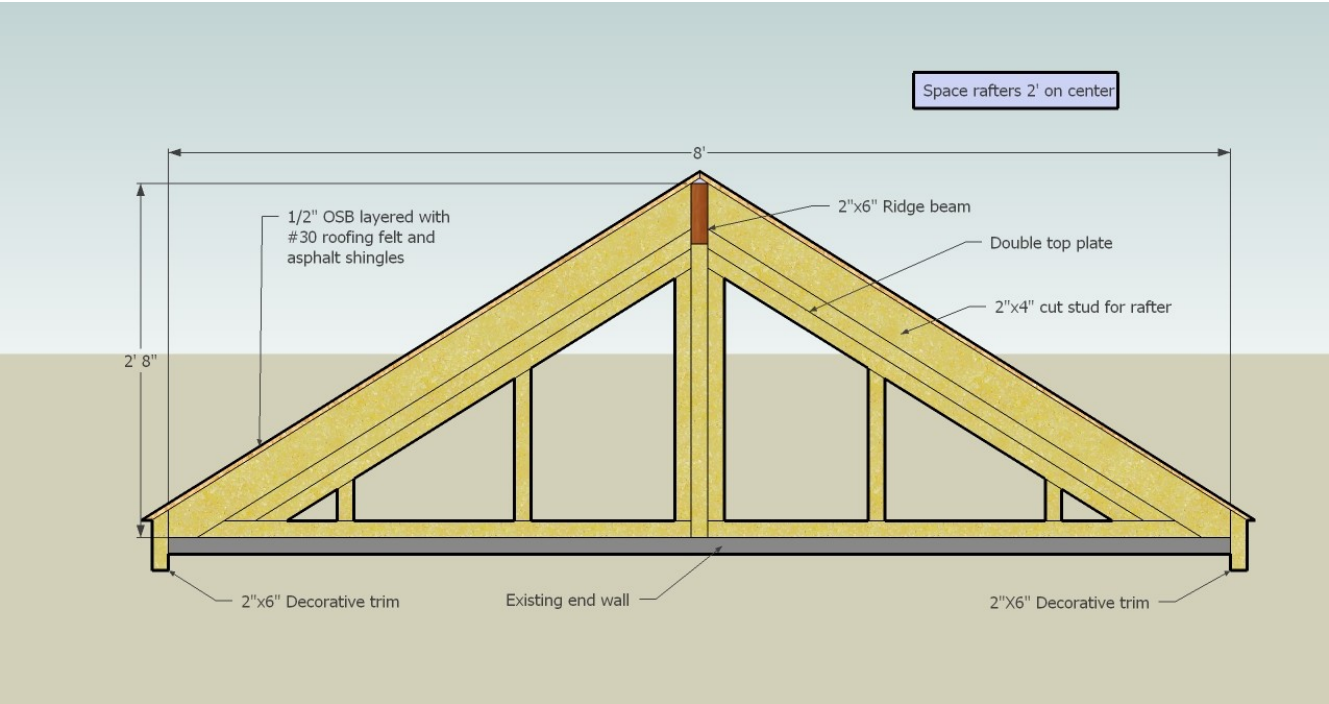 Space rafters 2' on center
8'
1/2" OSB layered with
#30 roofing felt and
asphalt shingles
2"x6" Ridge beam
Double top plate
2"x4" cut stud for rafter
2' 8"
2"x6" Decorative trim
Existing end wall
2"X6" Decorative trim